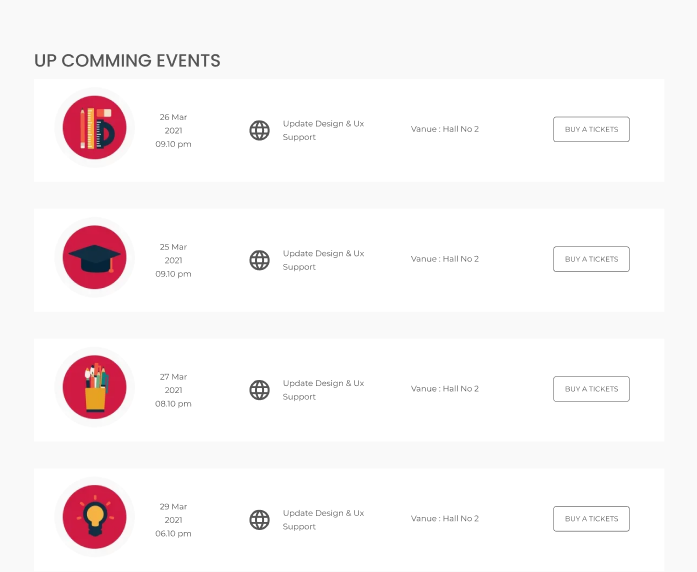 UP COMMING EVENTS
26 Mar
2021
09.10 pm
Update Design & Ux
Support
Vanue : Hall No 2
BUY A TICKETS
25 Mar
2021
09.10 pm
Update Design & Ux
Support
Vanue : Hall No 2
BUY A TICKETS
27 Mar
2021
08.10 pm
Update Design & Ux
Support
Vanue : Hall No 2
BUY A TICKETS
29 Mar
2021
06.10 pm
Update Design & Ux
Support
Vanue : Hall No 2
BUY A TICKETS